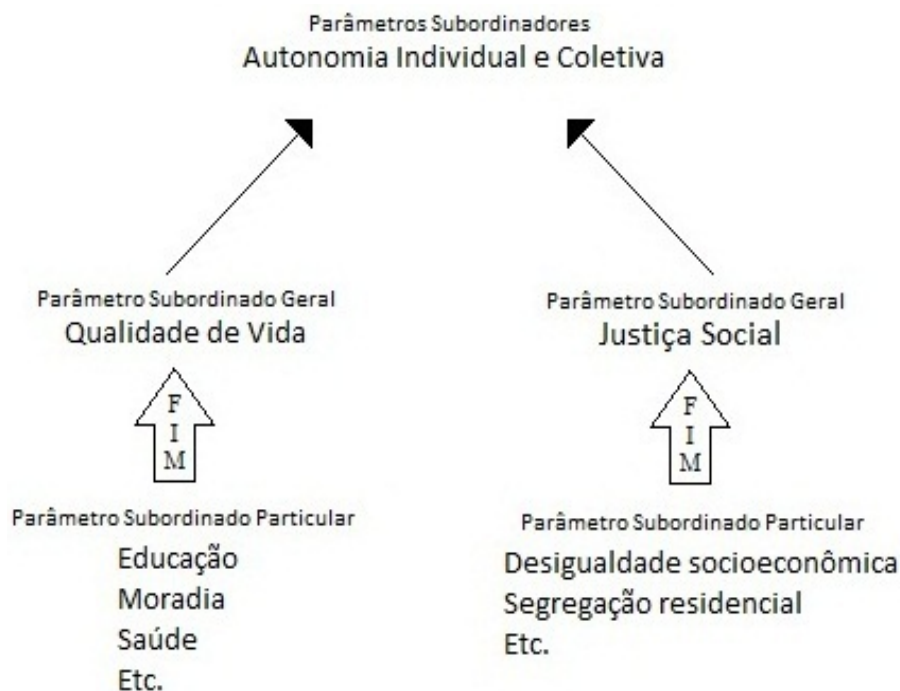 Parâmetros Subordinadores
Autonomia Individual e Coletiva
Parâmetro Subordinado Geral
Qualidade de Vida
F
I
M
Parâmetro Subordinado Particular
Educação
Moradia
Saúde
Etc.
Parâmetro Subordinado Geral
Justiça Social
F
I
M
Parâmetro Subordinado Particular
Desigualdade socioeconômica
Segregação residencial
Etc.